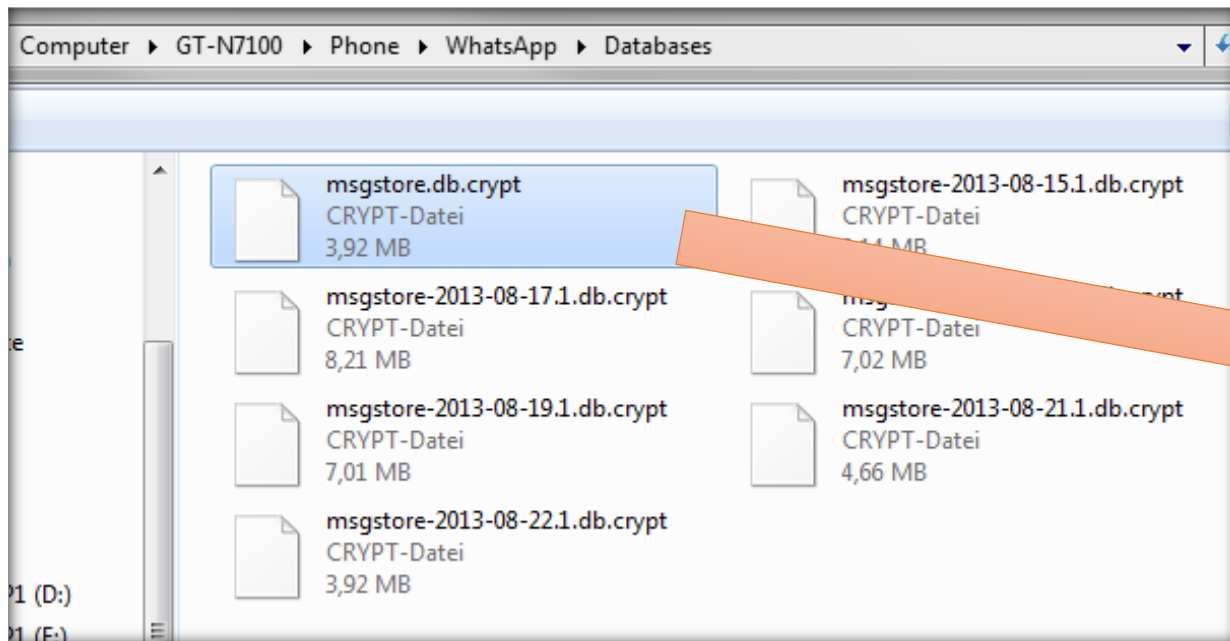 Computer ▸ GT-N7100 ▸ Phone ▸ WhatsApp ▸ Databases
msgstore.db.crypt
CRYPT-Datei
3,92 MB
msgstore-2013-08-15.1.db.crypt
CRYPT-Datei
MB
msgstore-2013-08-17.1.db.crypt
CRYPT-Datei
8,21 MB
CRYPT-Datei
7,02 MB
msgstore-2013-08-19.1.db.crypt
CRYPT-Datei
7,01 MB
msgstore-2013-08-21.1.db.crypt
CRYPT-Datei
4,66 MB
msgstore-2013-08-22.1.db.crypt
CRYPT-Datei
3,92 MB
P1 (D:)
P1 (E:)